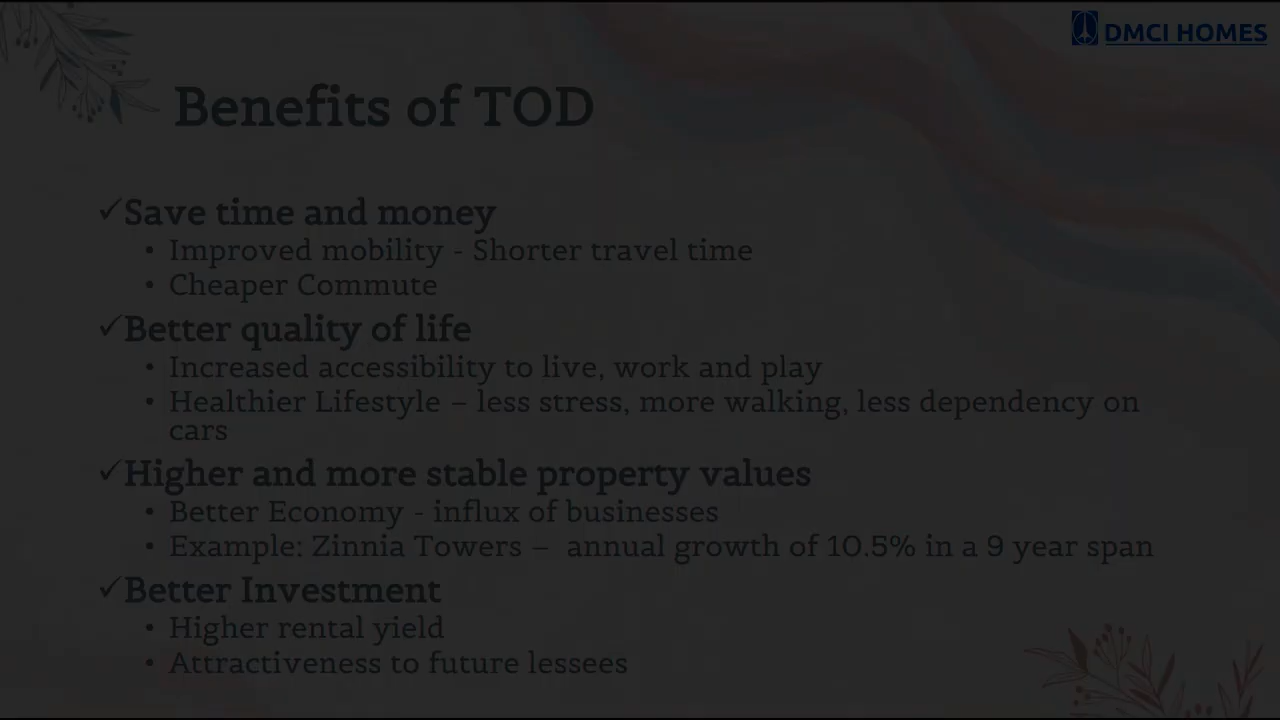 DMCI HOMES
Benefits of TOD
✓Save time and money
• Improved mobility - Shorter travel time
• Cheaper Commute
✓Better quality of life
• Increased accessibility to live, work and play
• Healthier Lifestyle – less stress, more walking, less dependency on
cars
✓Higher and more stable property values
• Better Economy - influx of businesses
• Example: Zinnia Towers – annual growth of 10.5% in a 9 year span
✓Better Investment
• Higher rental yield
• Attractiveness to future lessees